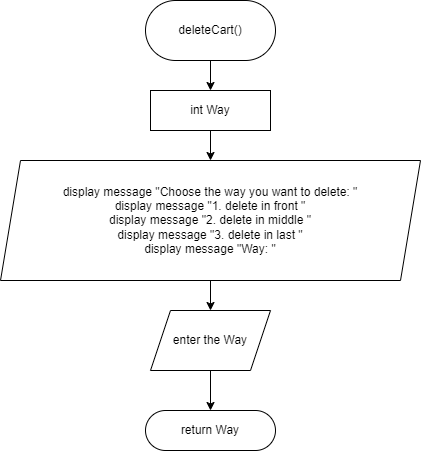 deleteCart()
int Way
display message "Choose the way you want to delete: "
display message "1. delete in front "
display message "2. delete in middle "
display message "3. delete in last "
display message "Way: "
enter the Way
return Way